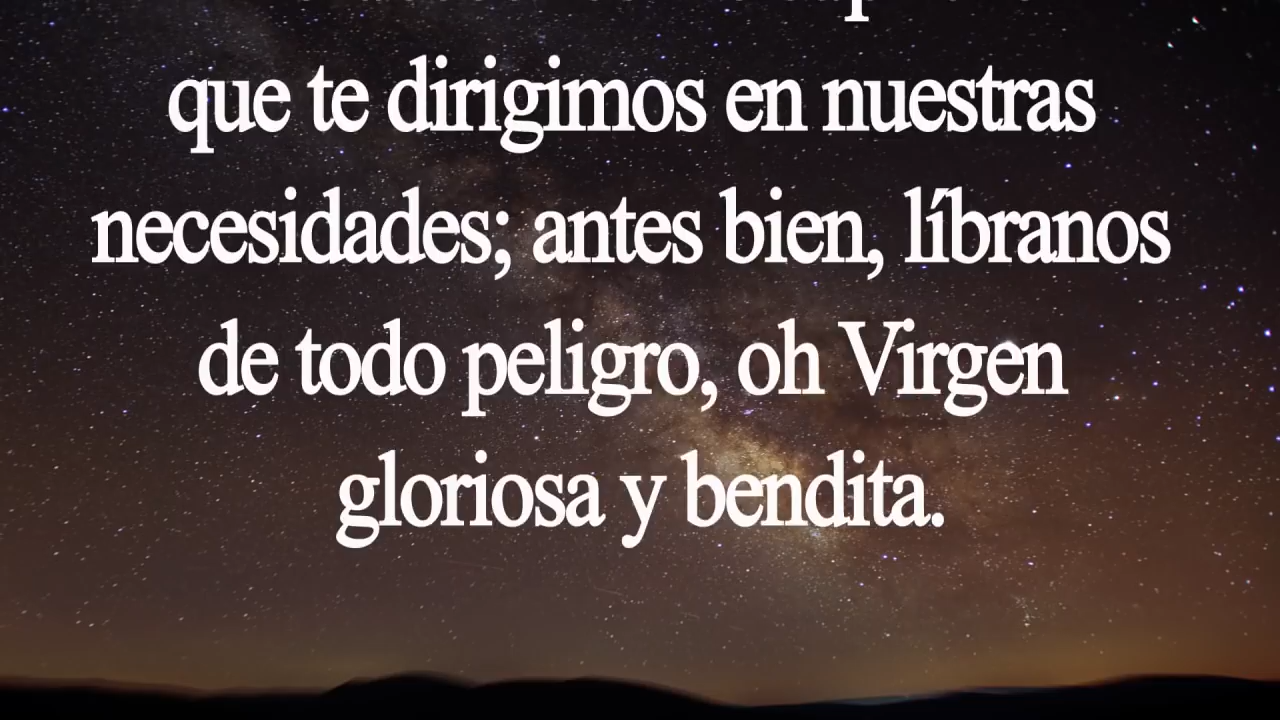 que te dirigimos en nuestras
necesidades; antes bien, líbranos
de todo peligro, oh Virgen
gloriosa y bendita.